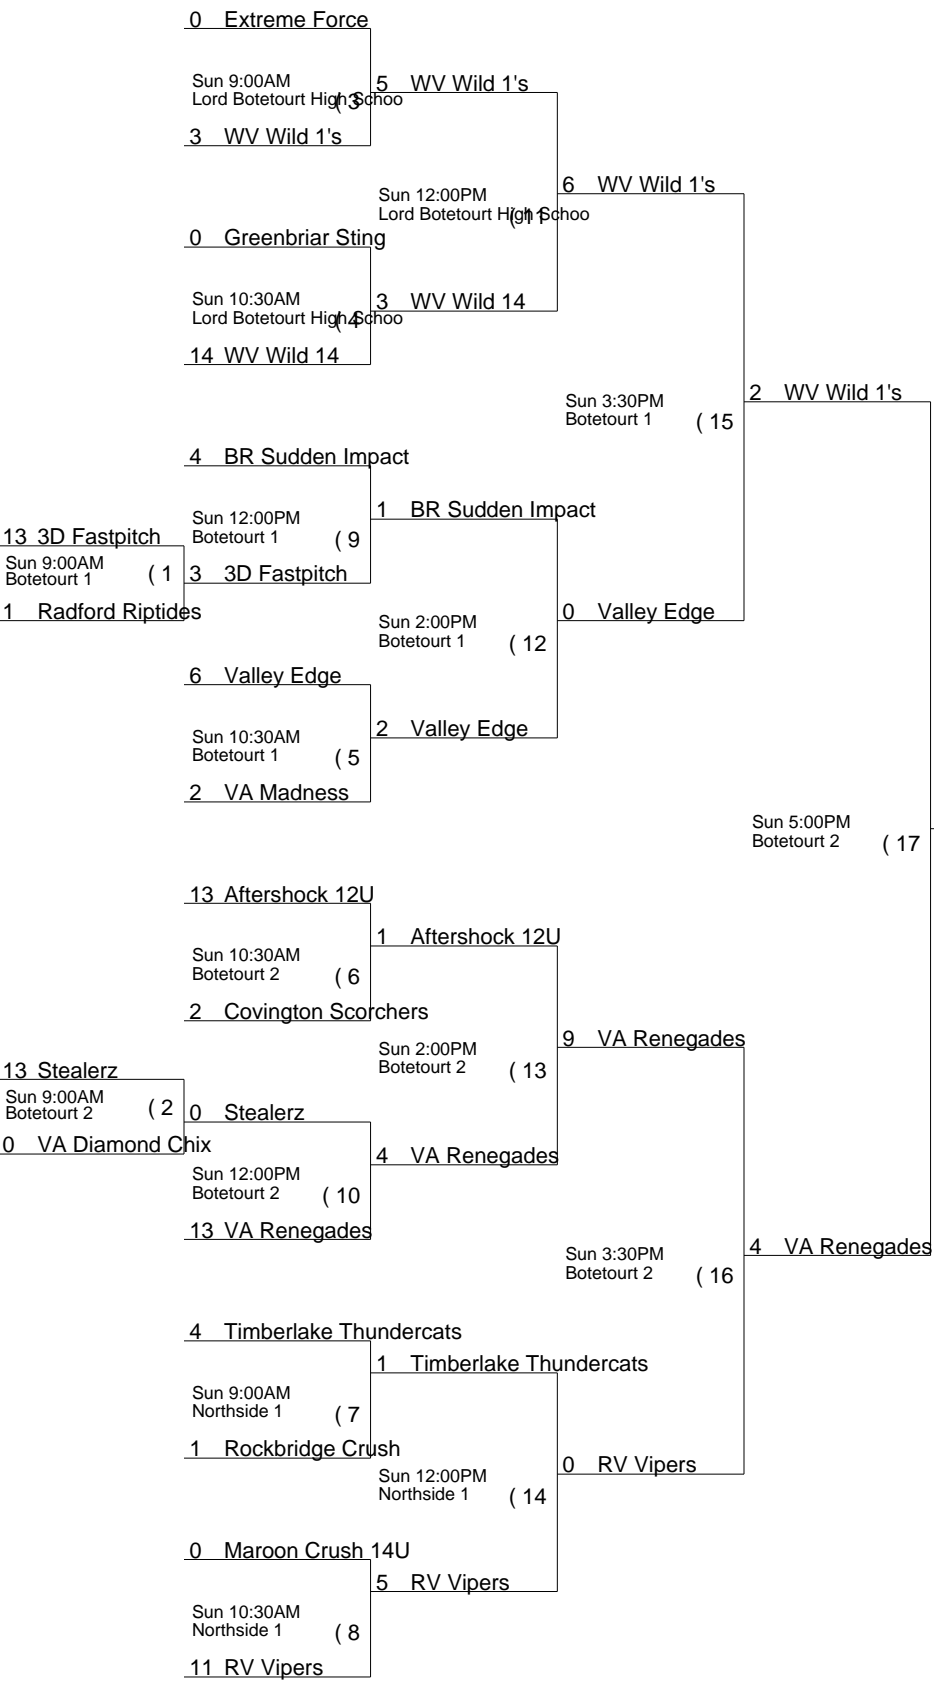 0 Extreme Force
Sun 9:00AM
Lord Botetourt High Schoo
( 3
5 WV Wild 1's
3 WV Wild 1's
6 WV Wild 1's
Sun 12:00PM
Lord Botetourt High Schoo
( 11
0 Greenbriar Sting
Sun 10:30AM
Lord Botetourt High Schoo
( 4
3 WV Wild 14
14 WV Wild 14
2 WV Wild 1's
Sun 3:30PM
Botetourt 1
( 15
4 BR Sudden Impact
1 BR Sudden Impact
Sun 12:00PM
Botetourt 1
( 9
13 3D Fastpitch
Sun 9:00AM
Botetourt 1
( 1
3 3D Fastpitch
1 Radford Riptides
0 Valley Edge
Sun 2:00PM
Botetourt 1
( 12
6 Valley Edge
2 Valley Edge
Sun 10:30AM
Botetourt 1
( 5
2 VA Madness
Sun 5:00PM
Botetourt 2
( 17
13 Aftershock 12U
1 Aftershock 12U
Sun 10:30AM
Botetourt 2
( 6
2 Covington Scorchers
9 VA Renegades
Sun 2:00PM
Botetourt 2
( 13
13 Stealerz
Sun 9:00AM
Botetourt 2
( 2
0 Stealerz
0 VA Diamond Chix
4 VA Renegades
Sun 12:00PM
Botetourt 2
( 10
13 VA Renegades
4 VA Renegades
Sun 3:30PM
Botetourt 2
( 16
4 Timberlake Thundercats
1 Timberlake Thundercats
Sun 9:00AM
Northside 1
( 7
1 Rockbridge Crush
0 RV Vipers
Sun 12:00PM
Northside 1
( 14
0 Maroon Crush 14U
5 RV Vipers
Sun 10:30AM
Northside 1
( 8
11 RV Vipers